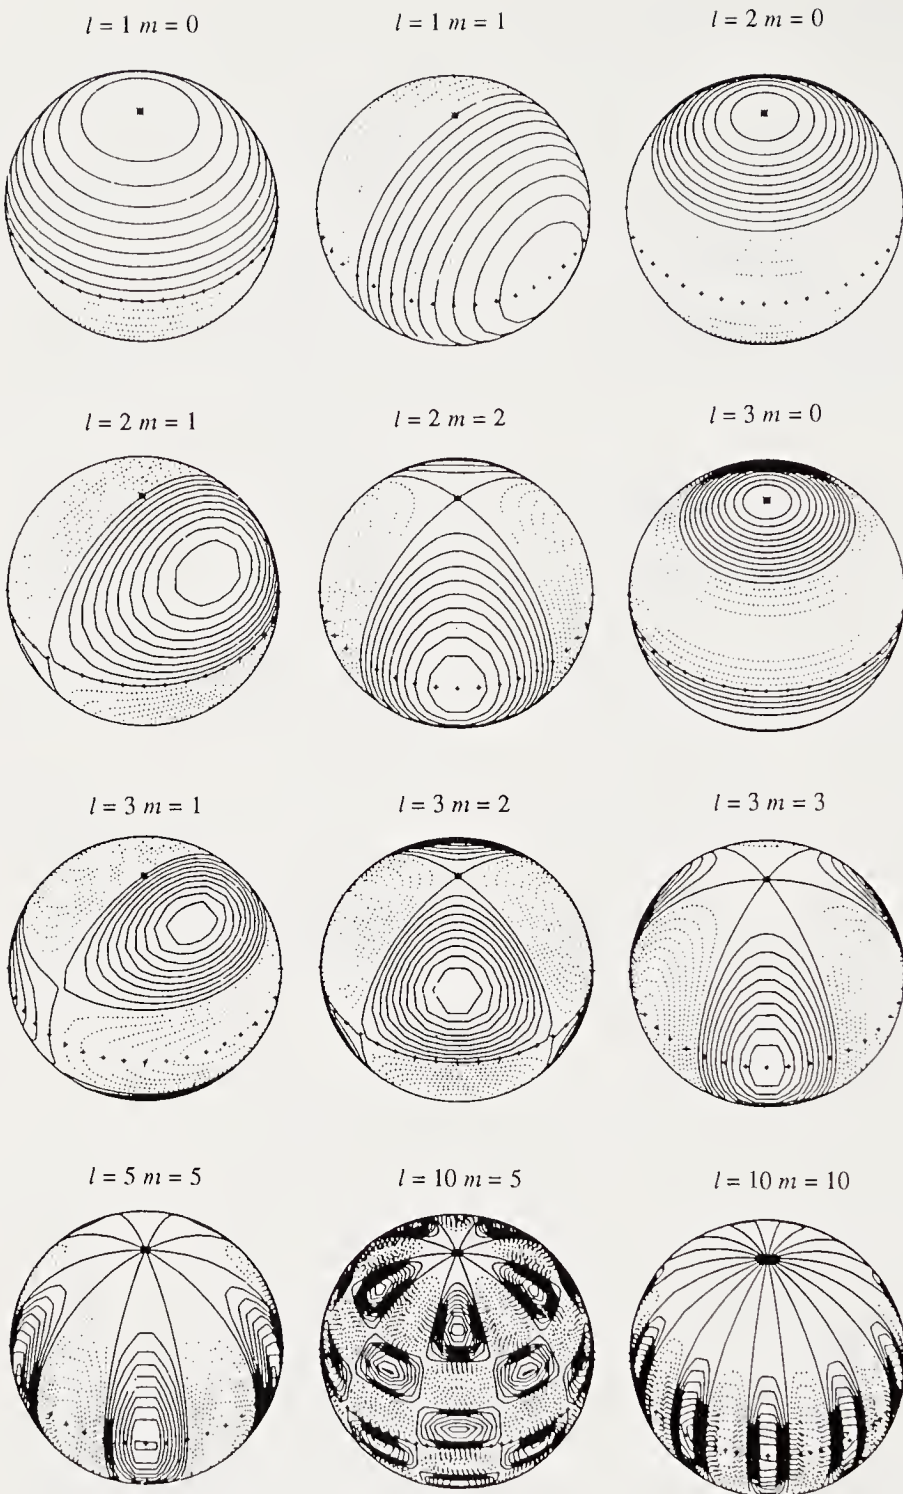 l = 1 m = 0
l = 1 m = 1
l = 2 m = 0
l = 2 m = 1
l = 2 m = 2
l = 3 m = 0
l = 3 m = 1
l = 3 m = 2
l = 3 m = 3
l = 5 m = 5
l = 10 m = 5
l = 10 m = 10